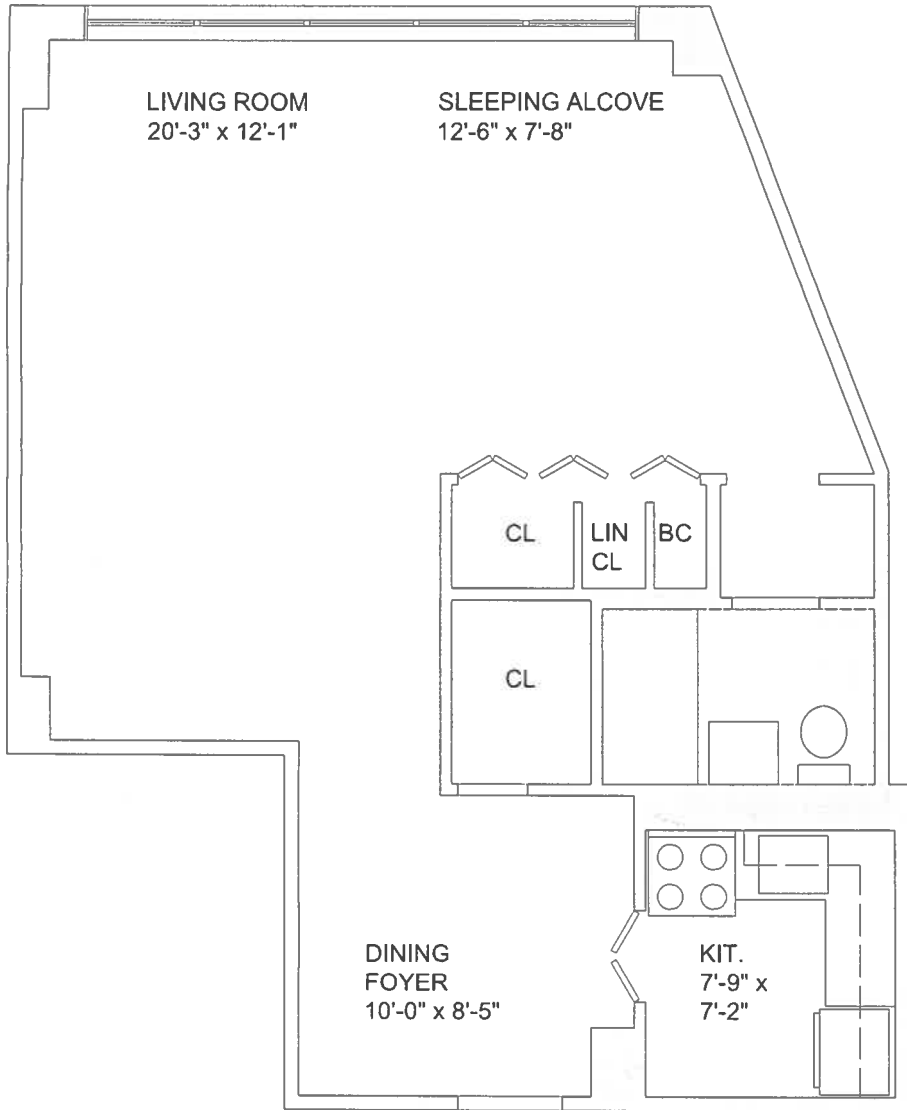 LIVING ROOM
20'-3" x 12'-1"
SLEEPING ALCOVE
12'-6" x 7'-8"
CL
LIN
CL
BC
CL
DINING
FOYER
10'-0" x 8'-5"
KIT.
7'-9" x
7'-2"